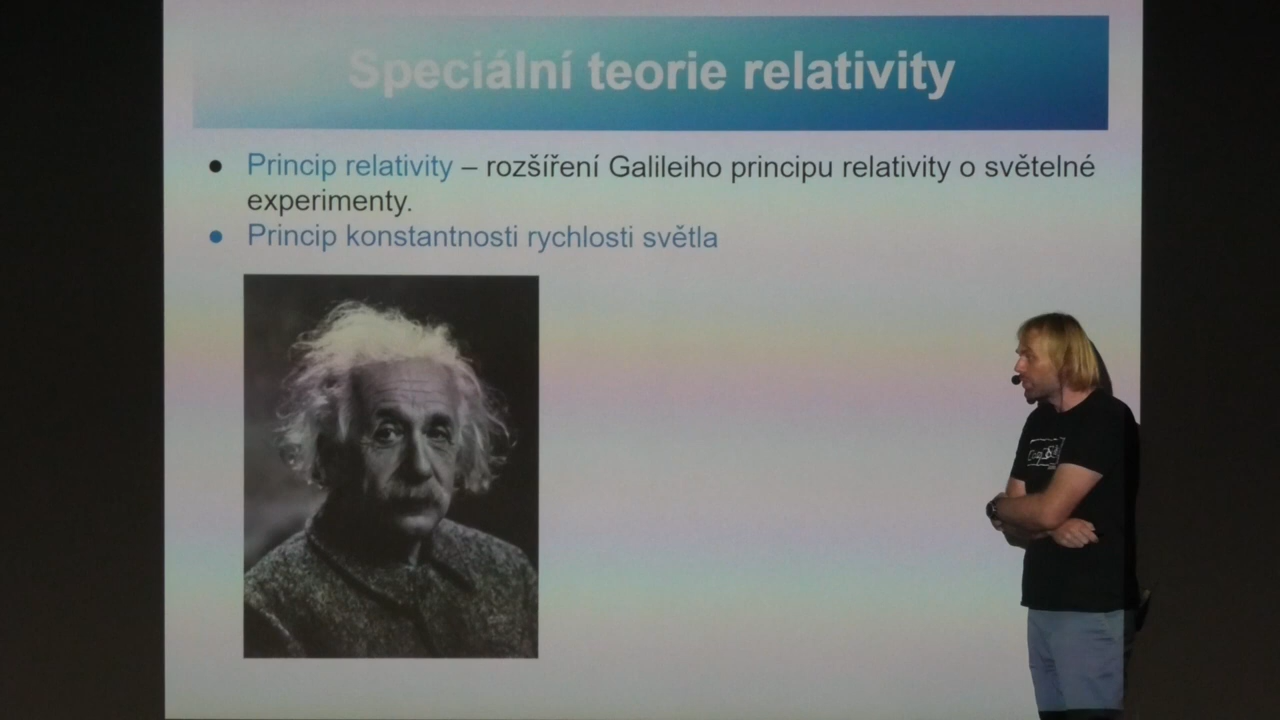 Speciální teorie relativity
● Princip relativity – rozšíření Galileiho principu relativity o světelné
experimenty.
● Princip konstantnosti rychlosti světla